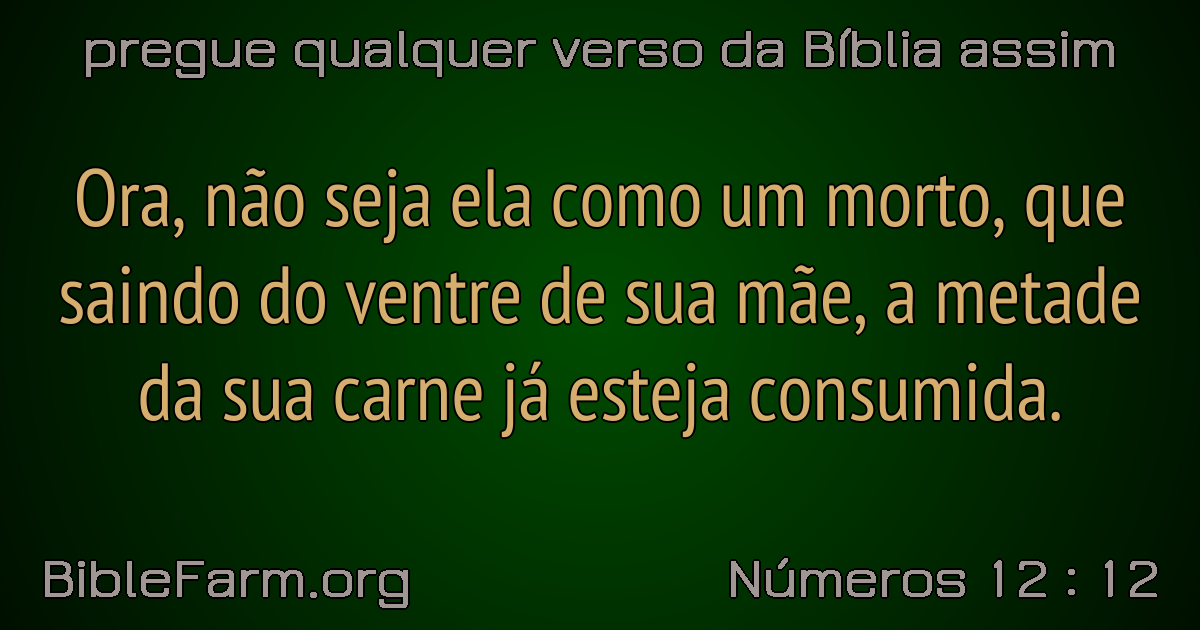 pregue qualquer verso da Bíblia assim
Ora, não seja ela como um morto, que
saindo do ventre de sua mãe, a metade
da sua carne já esteja consumida.
BibleFarm.org
Números 12 : 12